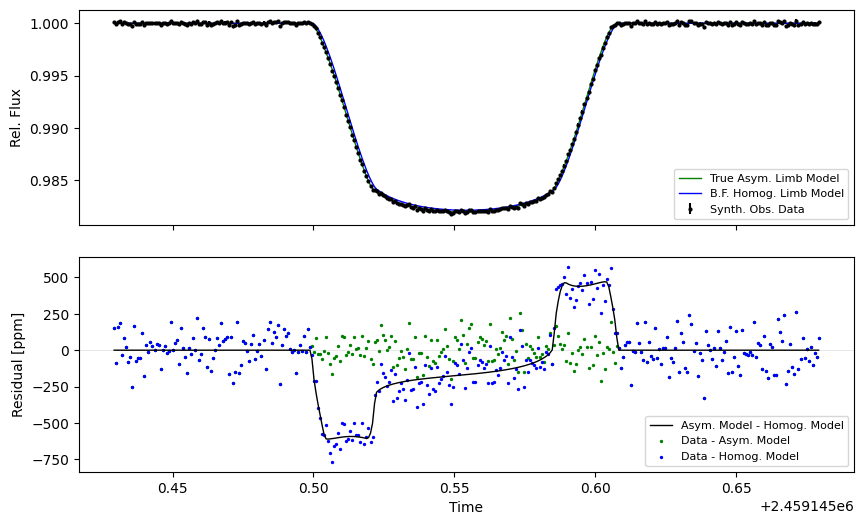 1.000
0.995
0.990
0.985
Rel. Flux
True Asym. Limb Model
B.F. Homog. Limb Model
Synth. Obs. Data
500
250
0
−250
−500
−750
Residual [ppm]
Asym. Model - Homog. Model
Data - Asym. Model
Data - Homog. Model
0.45
0.50
0.55
0.60
0.65
Time
+2.459145e6